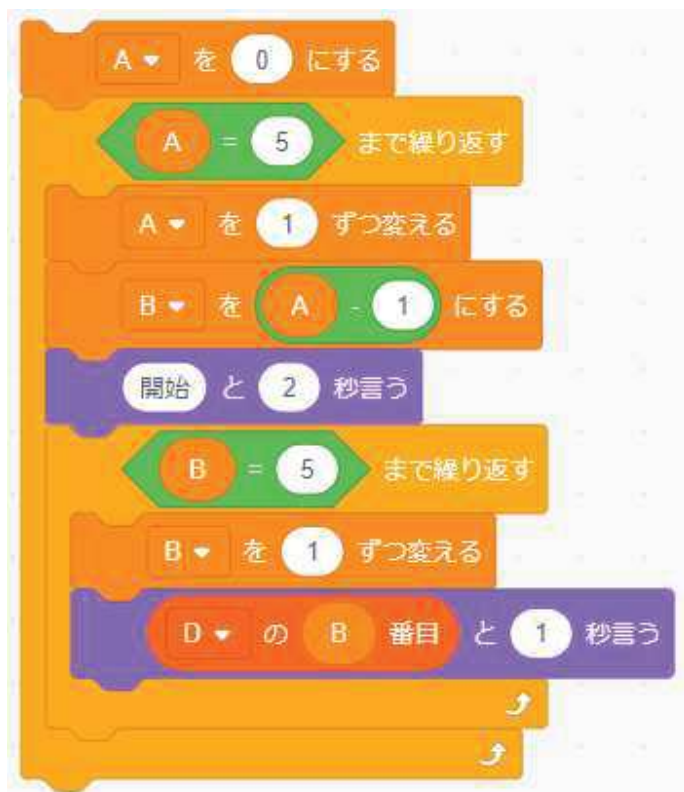 A を 0 にする
A = 5 まで繰り返す
A を 1 ずつ変える
B を A - 1 にする
開始 と 2 秒言う
B = 5 まで繰り返す
B を 1 ずつ変える
D の B 番目 と 1 秒言う